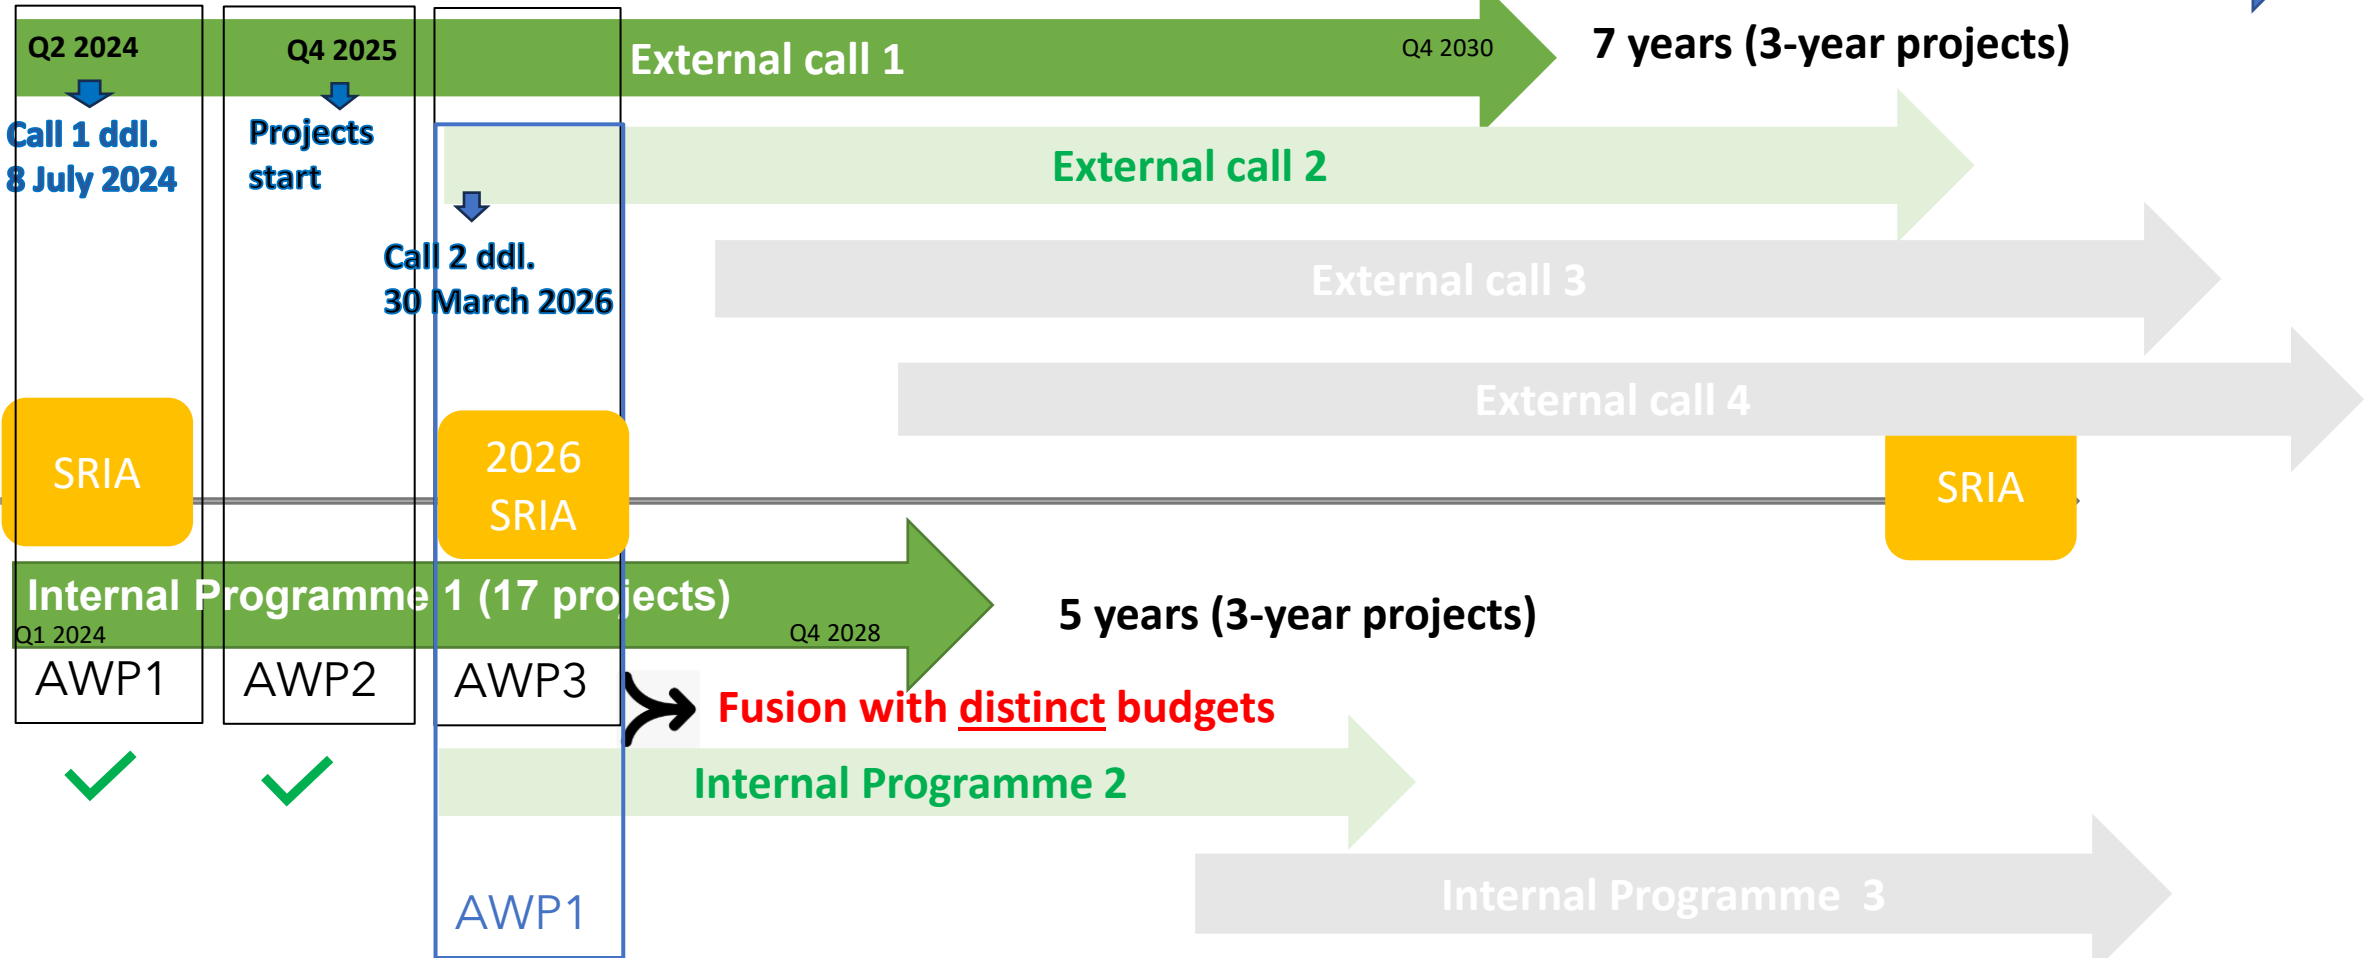 Q2 2024
Q4 2025
External call 1
Q4 2030
7 years (3-year projects)
Call 1 ddl.
8 July 2024
Projects
start
External call 2
Call 2 ddl.
30 March 2026
External call 3
External call 4
SRIA
2026
SRIA
SRIA
Internal Programme 1 (17 projects)
Q1 2024
Q4 2028
5 years (3-year projects)
AWP1
AWP2
AWP3
Fusion with distinct budgets
Internal Programme 2
Internal Programme 3
AWP1